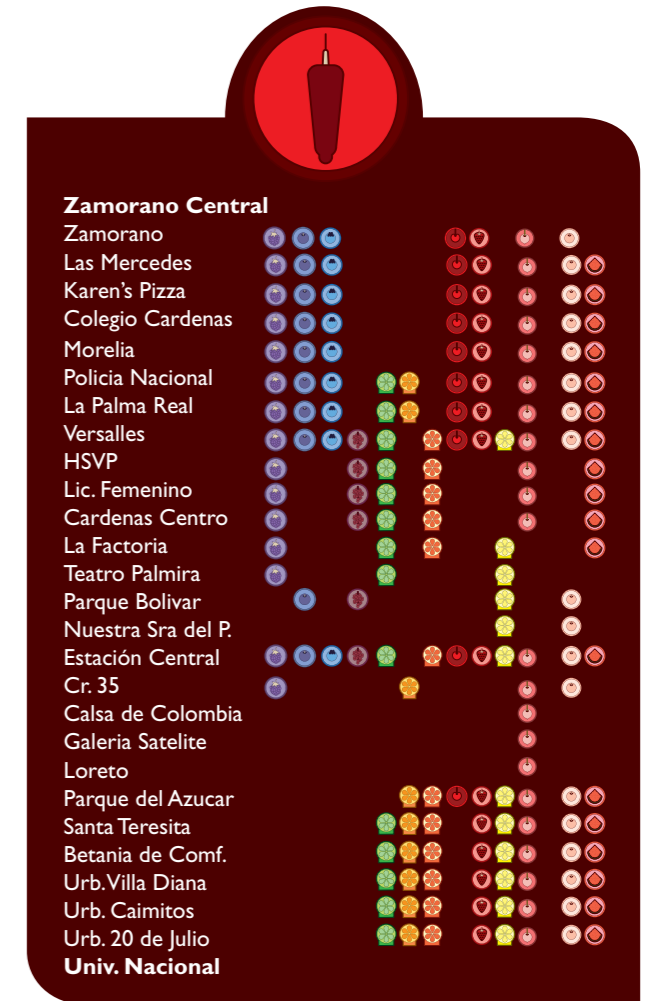 Zamorano Central
Zamorano
Las Mercedes
Karen's Pizza
Colegio Cardenas
Morelia
Policia Nacional
La Palma Real
Versalles
HSVP
Lic. Femenino
Cardenas Centro
La Factoria
Teatro Palmira
Parque Bolivar
Nuestra Sra del P.
Estación Central
Cr. 35
Calsa de Colombia
Galeria Satelite
Loreto
Parque del Azucar
Santa Teresita
Betania de Comf.
Urb. Villa Diana
Urb. Caimitos
Urb. 20 de Julio
Univ. Nacional